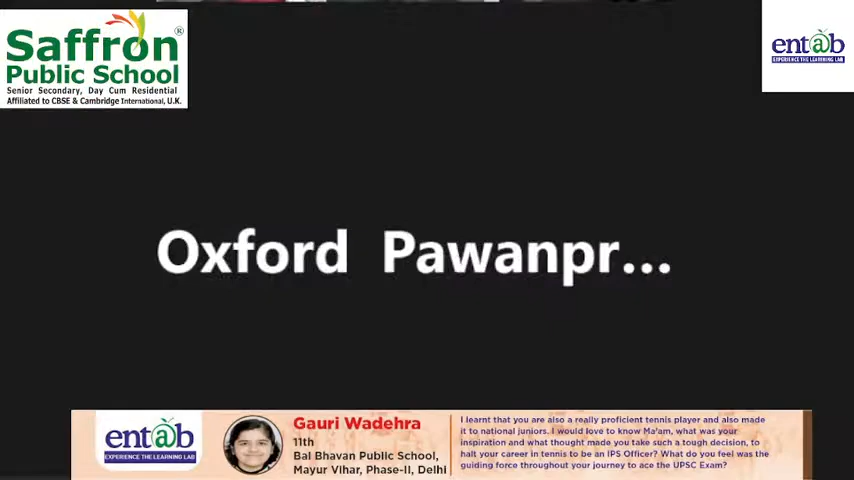 Saffron®
Public School
Senior Secondary, Day Cum Residential
Affiliated to CBSE & Cambridge International, U.K.
entab
EXPERIENCE THE LEARNING LAB
Oxford Pawanpr...
entab
EXPERIENCE THE LEARNING LAB
Gauri Wadehra
11th
Bal Bhavan Public School,
Mayur Vihar, Phase-II, Delhi
I learnt that you are also a really proficient tennis player and also made
it to national juniors. I would love to know Ma'am, what was your
inspiration and what thought made you take such a tough decision, to
halt your career in tennis to be an IPS Officer? What do you feel was the
guiding force throughout your journey to ace the UPSC Exam?